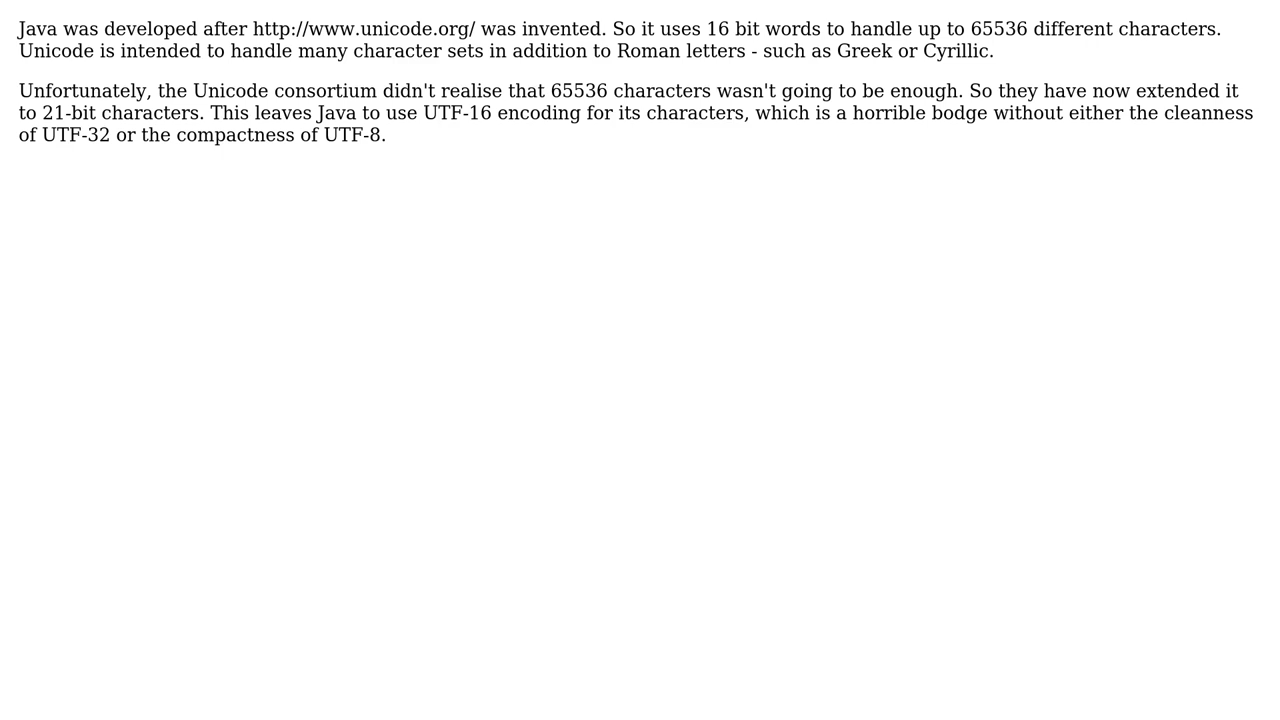 Java was developed after http://www.unicode.org/ was invented. So it uses 16 bit words to handle up to 65536 different characters.
Unicode is intended to handle many character sets in addition to Roman letters - such as Greek or Cyrillic.
Unfortunately, the Unicode consortium didn't realise that 65536 characters wasn't going to be enough. So they have now extended it
to 21-bit characters. This leaves Java to use UTF-16 encoding for its characters, which is a horrible bodge without either the cleanness
of UTF-32 or the compactness of UTF-8.